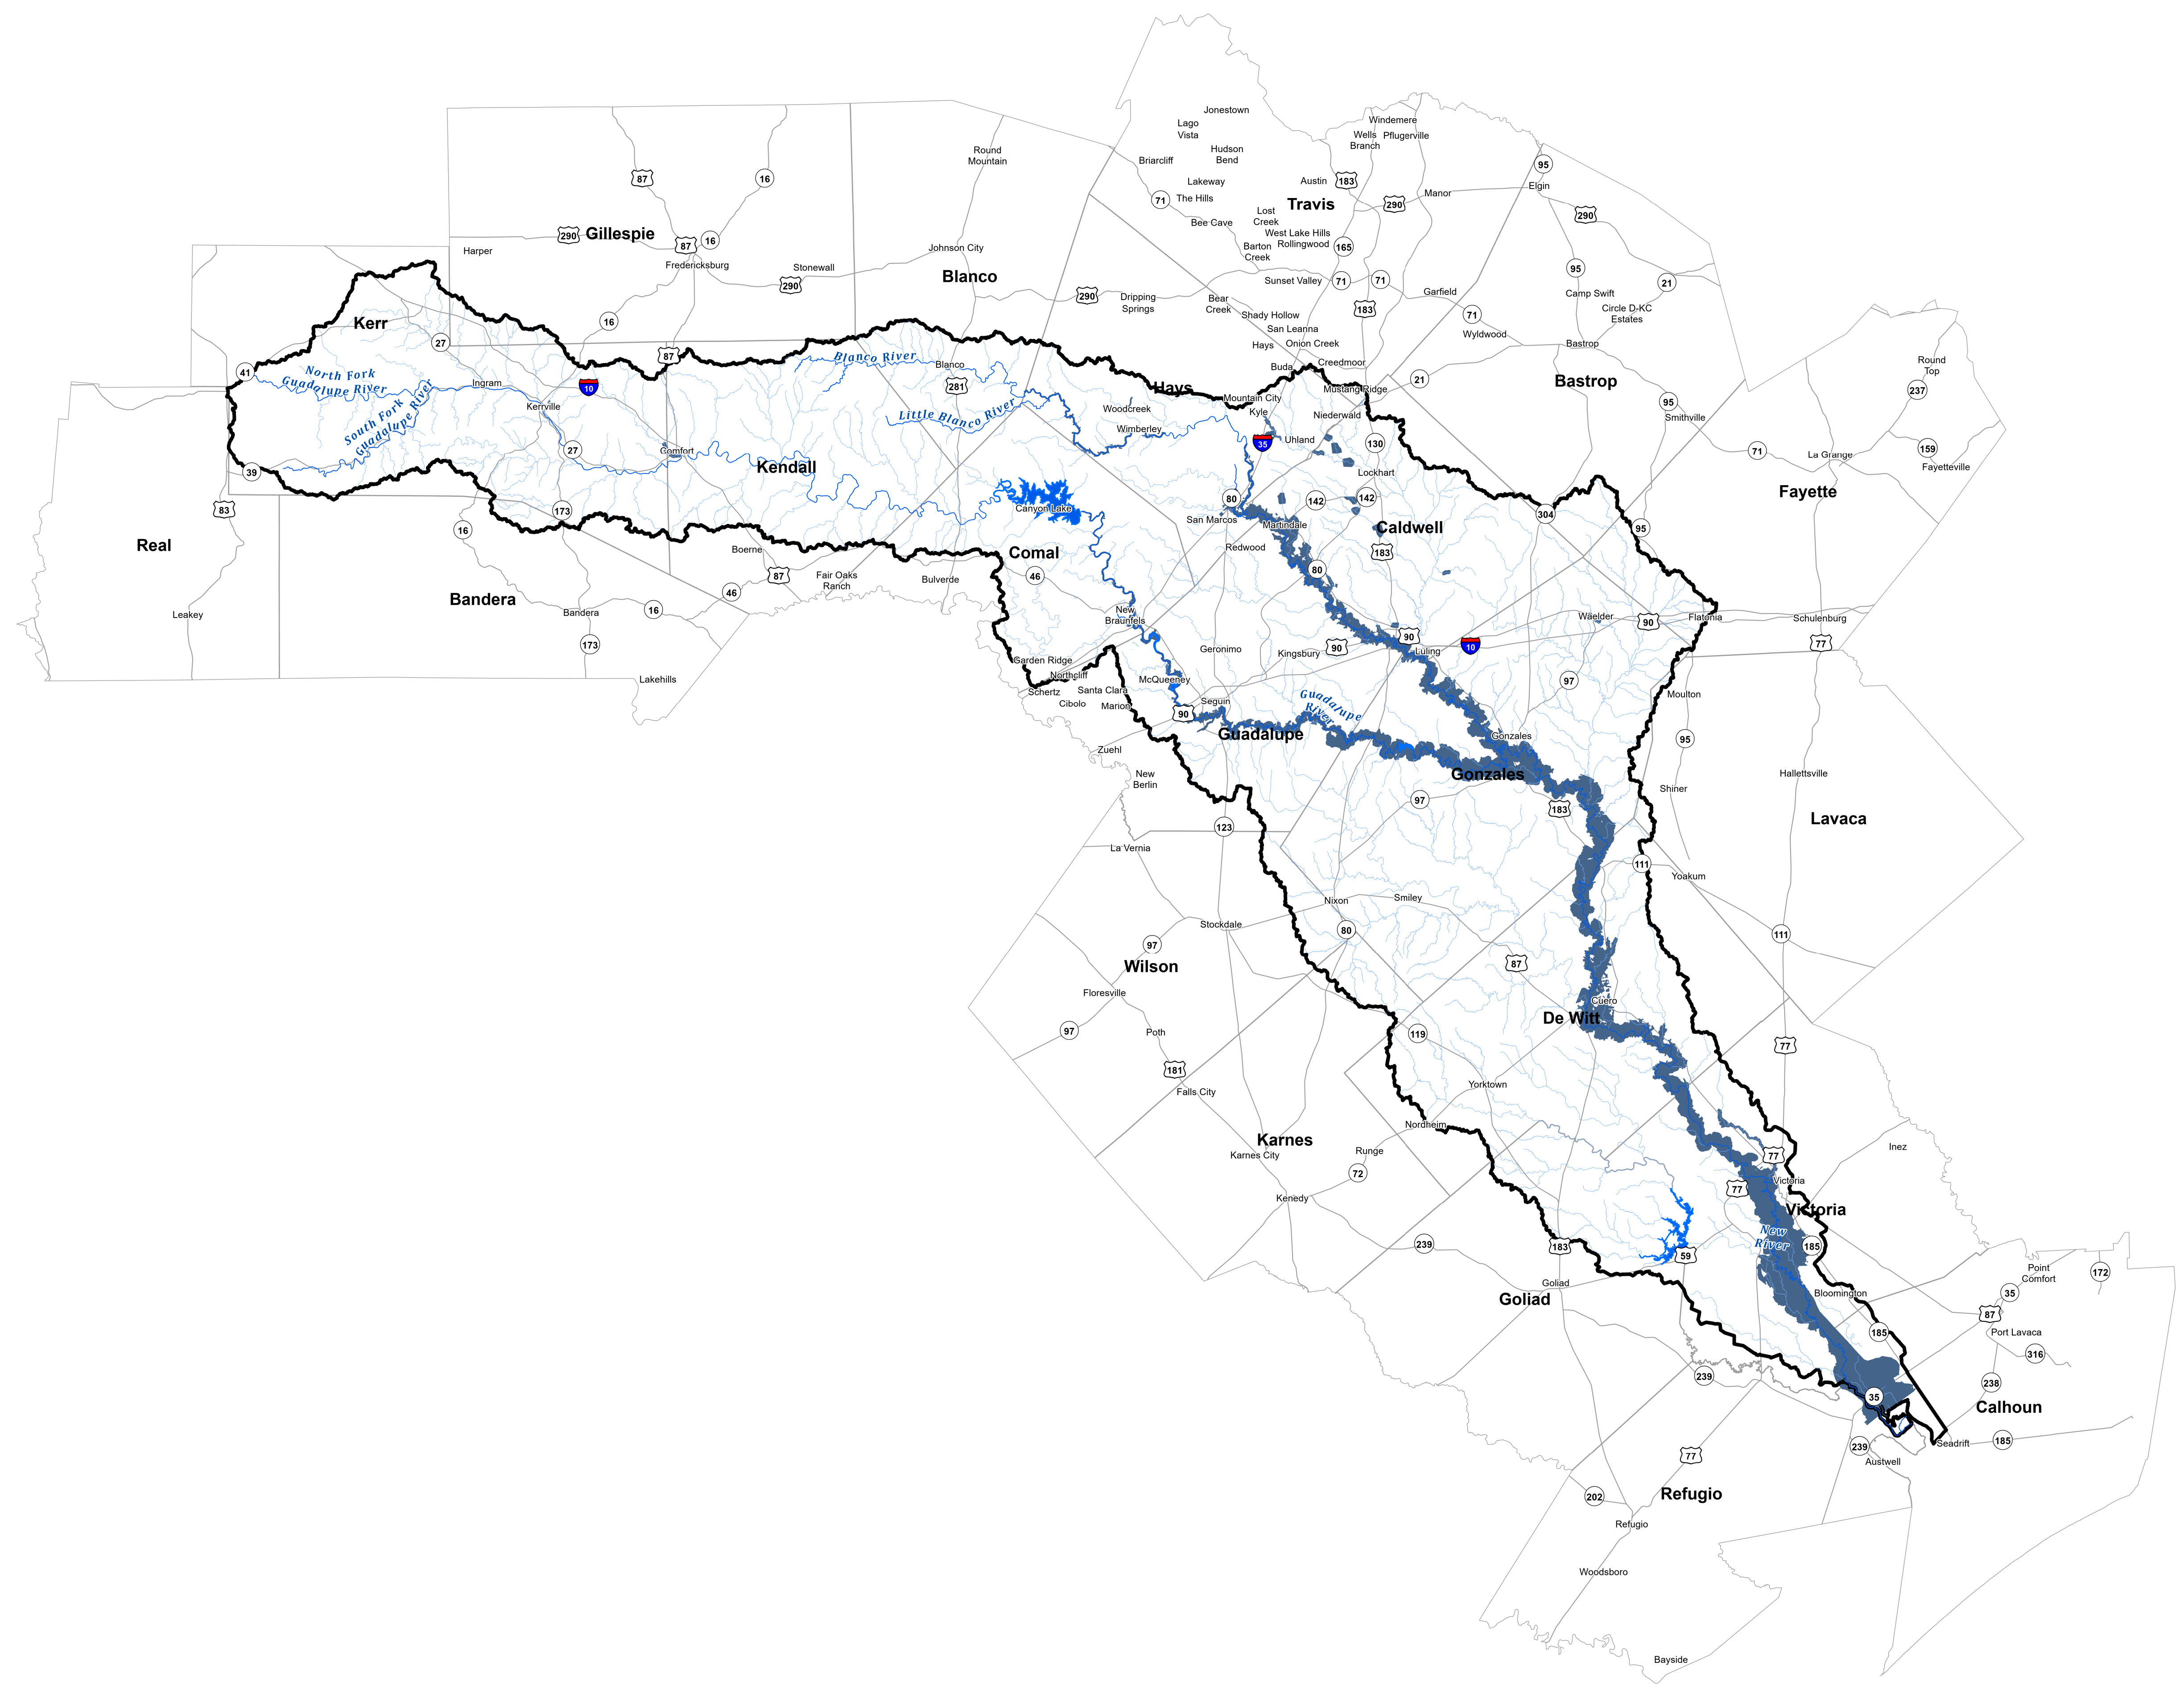 Jonestown
Lago
Vista
Windemere
Wells
Branch
Pflugerville
Hudson
Bend
Briarcliff
Round
Mountain
95
87
16
Lakeway
Austin
183
Elgin
The Hills
71
Manor
290
Travis
Lost
Creek
290
Bee Cave
West Lake Hills
Rollingwood
Barton
Creek
165
290
Gillespie
87
16
Harper
Fredericksburg
Johnson City
Stonewall
290
Blanco
Sunset Valley
71
71
95
21
Garfield
Camp Swift
Circle D-KC
Estates
290
Dripping
Springs
Bear
Creek
183
71
Shady Hollow
San Leanna
Wyldwood
Kerr
16
27
Hays
Onion Creek
Bastrop
87
Blanco River
Blanco
Creedmoor
Buda
Round
Top
41
North Fork
Guadalupe River
Ingram
10
281
Hays
Mustang Ridge
21
Bastrop
237
South Fork
Guadalupe River
Kerrville
Little Blanco River
Woodcreek
Wimberley
Mountain City
Kyle
Niederwald
95
Smithville
35
Uhland
130
27
Comfort
Kendall
71
La Grange
159
Fayetteville
39
Lockhart
Fayette
83
173
Canyon Lake
80
142
142
304
16
San Marcos
Martindale
Caldwell
95
Real
Boerne
Comal
Redwood
183
87
Fair Oaks
Ranch
Bulverde
46
80
Bandera
46
Leakey
Bandera
16
New
Braunfels
Waelder
90
Flatonia
Schulenburg
173
Geronimo
Kingsbury
90
90
Luling
10
77
Garden Ridge
Northcliff
McQueeney
97
Lakehills
Schertz
Santa Clara
Cibolo
Marion
Seguin
90
Guadalupe
River
Moulton
Guadalupe
Gonzales
95
Zuehl
New
Berlin
Gonzales
Hallettsville
97
183
Shiner
123
Lavaca
La Vernia
111
Yoakum
Nixon
Smiley
Stockdale
80
111
97
Wilson
87
Floresville
Cuero
De Witt
97
Poth
119
77
181
Yorktown
Falls City
Nordheim
Karnes
Karnes City
Runge
72
Inez
77
Kenedy
77
Victoria
Victoria
New
River
239
183
59
185
Goliad
Goliad
Bloomington
Point
Comfort
172
35
87
185
Port Lavaca
316
239
238
35
Calhoun
239
Seadrift
185
77
Austwell
202
Refugio
Refugio
Woodsboro
Bayside